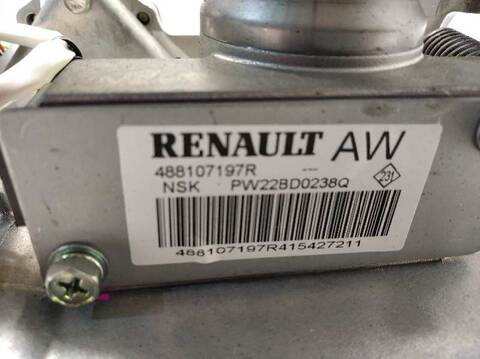 RENAULT AW
488107197R ---
NSK PW22BD0238Q 231
488107197R415427211